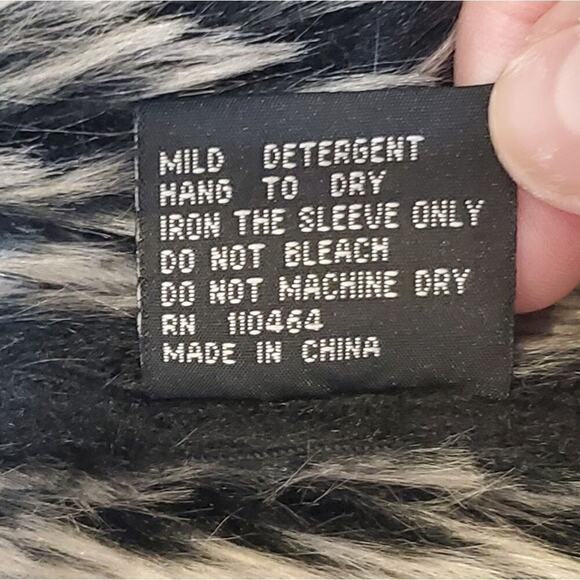 MILD DETERGENT
HANG TO DRY
IRON THE SLEEVE ONLY
DO NOT BLEACH
DO NOT MACHINE DRY
RN 110464
MADE IN CHINA